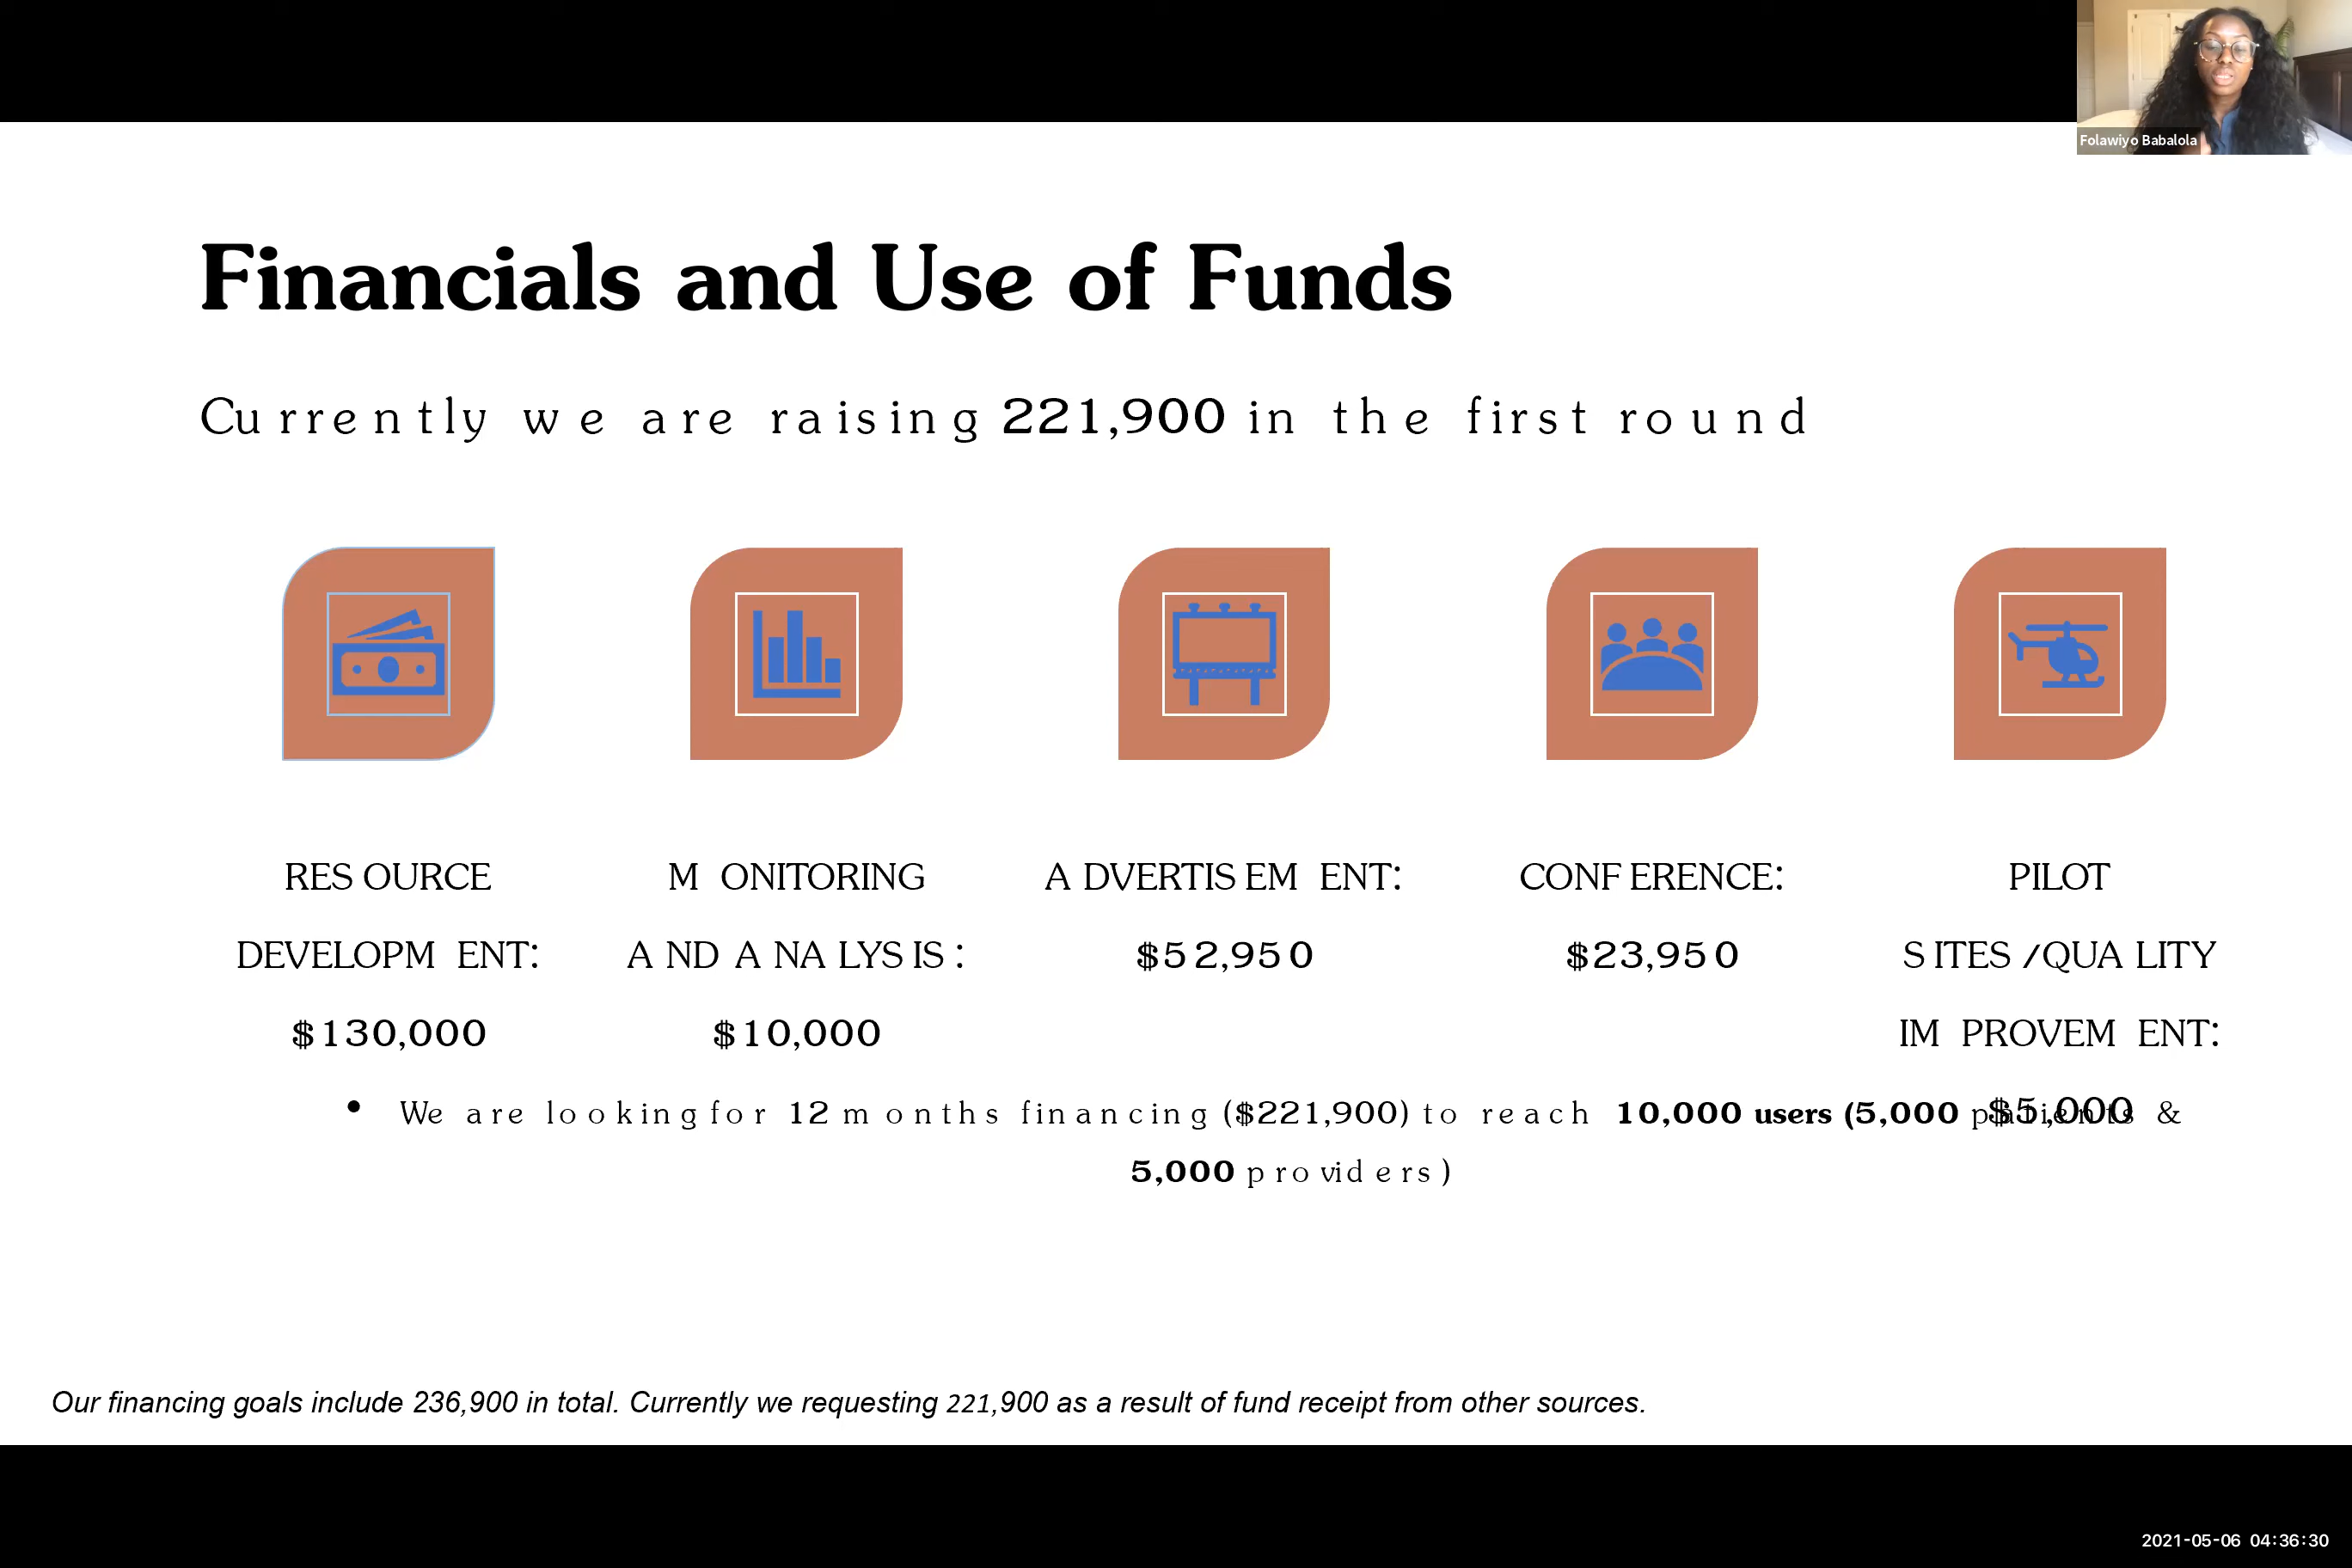 Folawiyo Babalola
Financials and Use of Funds
Currently we are raising 221,900 in the first round
RESOURCE
DEVELOPMENT:
$130,000
MONITORING
AND ANALYSIS:
$10,000
ADVERTISEMENT:
$52,950
CONFERENCE:
$23,950
PILOT
SITES/QUALITY
IMPROVEMENT:
$5,000
• We are looking for 12 months financing ($221,900) to reach 10,000 users (5,000 patients &
5,000 providers)
Our financing goals include 236,900 in total. Currently we requesting 221,900 as a result of fund receipt from other sources.
2021-05-06 04:36:30